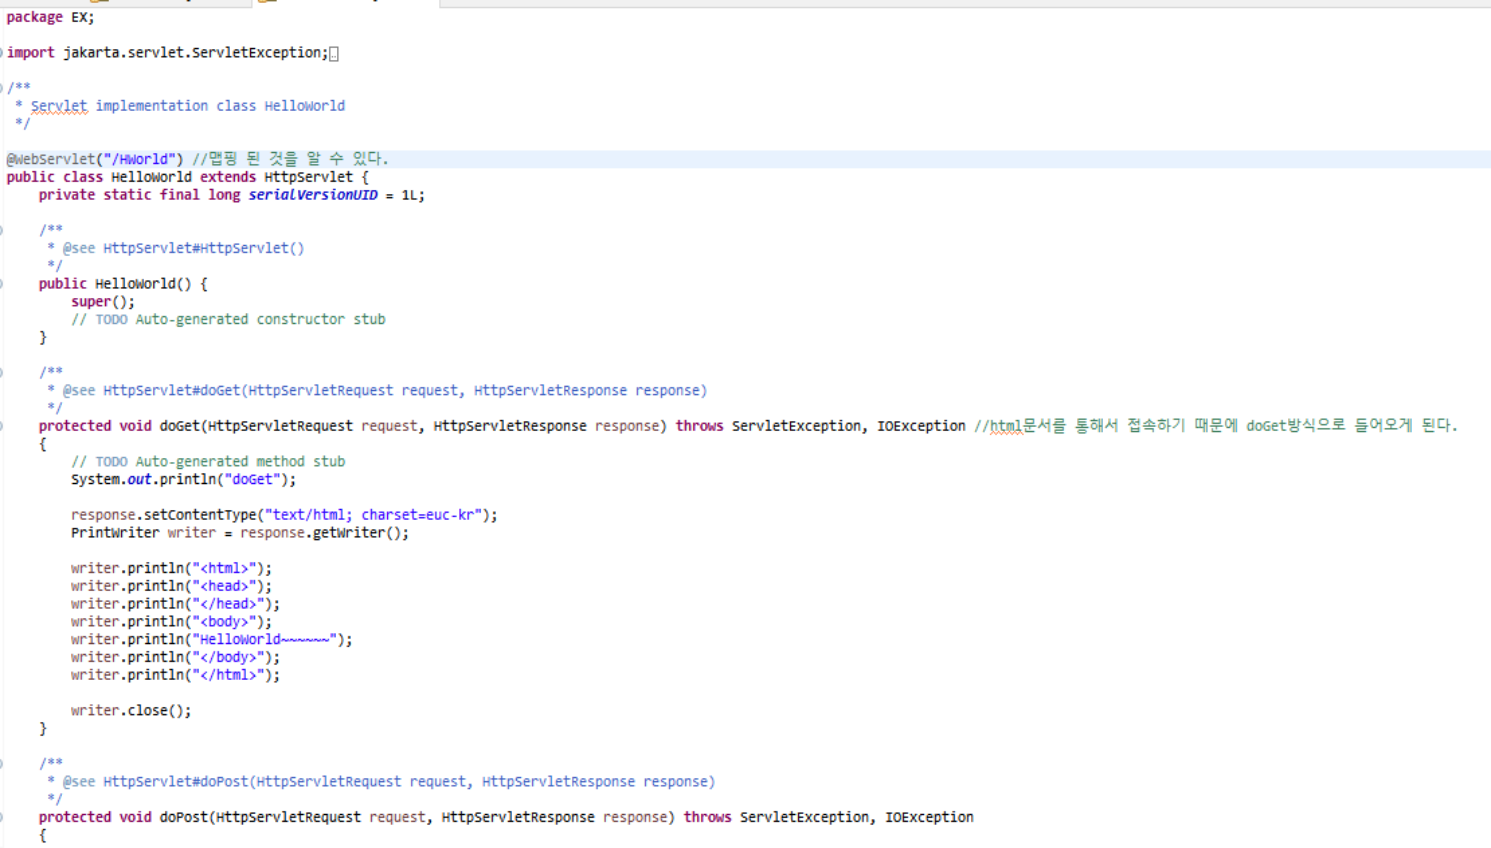 package EX;
import jakarta.servlet.ServletException;
/**
 * Servlet implementation class HelloWorld
 */
@WebServlet("/HWorld") //맵핑 된 것을 알 수 있다.
public class HelloWorld extends HttpServlet {
    private static final long serialVersionUID = 1L;
    /**
     * @see HttpServlet#HttpServlet()
     */
    public HelloWorld() {
        super();
        // TODO Auto-generated constructor stub
    }
    /**
     * @see HttpServlet#doGet(HttpServletRequest request, HttpServletResponse response)
     */
    protected void doGet(HttpServletRequest request, HttpServletResponse response) throws ServletException, IOException //html문서를 통해서 접속하기 때문에 doGet방식으로 들어오게 된다.
    {
        // TODO Auto-generated method stub
        System.out.println("doGet");
        response.setContentType("text/html; charset=euc-kr");
        PrintWriter writer = response.getWriter();
        writer.println("<html>");
        writer.println("<head>");
        writer.println("</head>");
        writer.println("<body>");
        writer.println("HelloWorld~~~~~~");
        writer.println("</body>");
        writer.println("</html>");
        writer.close();
    }
    /**
     * @see HttpServlet#doPost(HttpServletRequest request, HttpServletResponse response)
     */
    protected void doPost(HttpServletRequest request, HttpServletResponse response) throws ServletException, IOException
    {